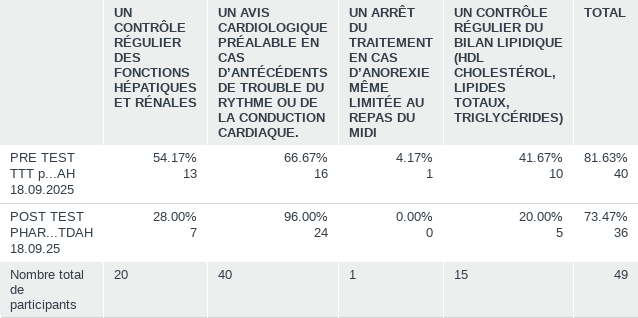 UN CONTRÔLE RÉGULIER DES FONCTIONS HÉPATIQUES ET RÉNALES
UN AVIS CARDIOLOGIQUE PRÉALABLE EN CAS D'ANTÉCÉDENTS DE TROUBLE DU RYTHME OU DE LA CONDUCTION CARDIAQUE.
UN ARRÊT DU TRAITEMENT EN CAS D'ANOREXIE MÊME LIMITÉE AU REPAS DU MIDI
UN CONTRÔLE RÉGULIER DU BILAN LIPIDIQUE (HDL CHOLESTÉROL, LIPIDES TOTAUX, TRIGLYCÉRIDES)
TOTAL
PRE TEST 54.17% 66.67% 4.17% 41.67% 81.63%
TTT p...AH 13 16 1 10 40
18.09.2025
POST TEST 28.00% 96.00% 0.00% 20.00% 73.47%
PHAR...TDAH 7 24 0 5 36
18.09.25
Nombre total 20 40 1 15 49
de
participants